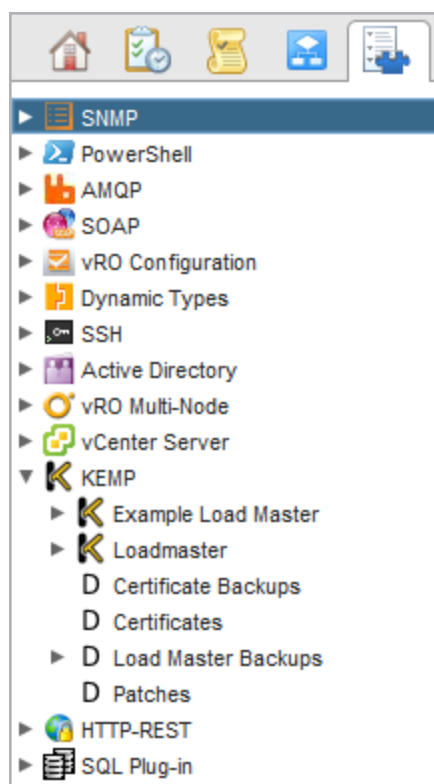 SNMP
PowerShell
AMQP
SOAP
vRO Configuration
Dynamic Types
SSH
Active Directory
vRO Multi-Node
vCenter Server
KEMP
Example Load Master
Loadmaster
D Certificate Backups
D Certificates
D Load Master Backups
D Patches
HTTP-REST
SQL Plug-in